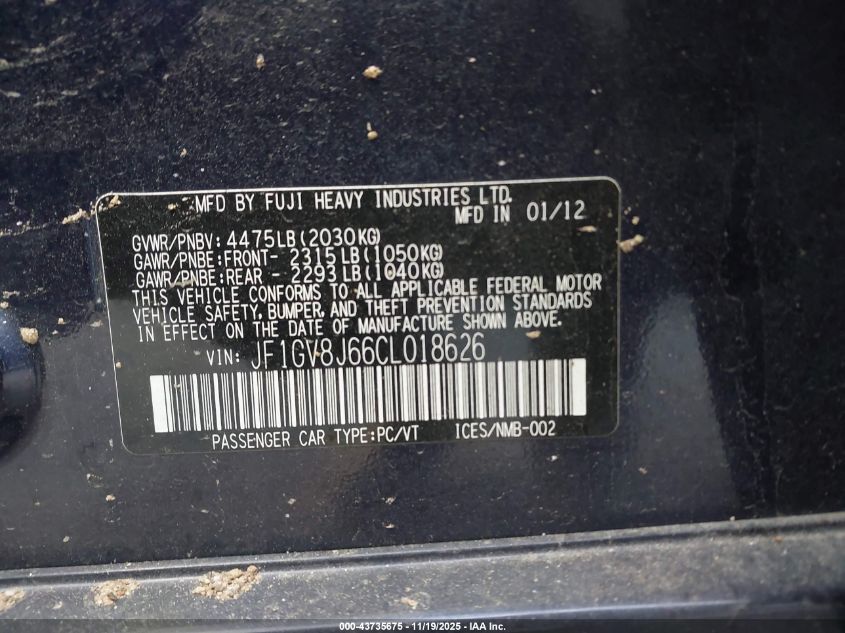 MFD BY FUJI HEAVY INDUSTRIES LTD.
MFD IN 01/12
GVWR/PNBV: 4475LB(2030KG)
GAWR/PNBE:FRONT- 2315LB(1050KG)
GAWR/PNBE:REAR - 2293LB(1040KG)
THIS VEHICLE CONFORMS TO ALL APPLICABLE FEDERAL MOTOR
VEHICLE SAFETY, BUMPER, AND THEFT PREVENTION STANDARDS
IN EFFECT ON THE DATE OF MANUFACTURE SHOWN ABOVE.
VIN: JF1GV8J66CL018626
PASSENGER CAR TYPE:PC/VT ICES/NMB-002
000-43735675 - 11/19/2025 - IAA Inc.